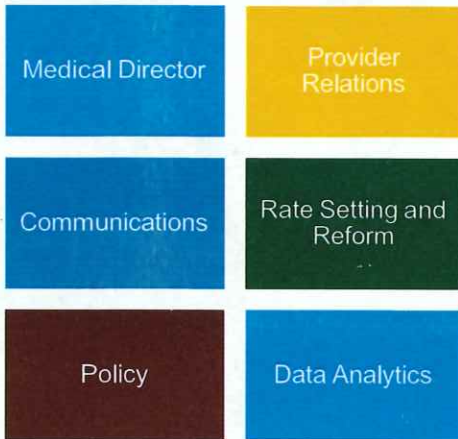 Medical Director
Provider
Relations
Communications
Rate Setting and
Reform
Policy
Data Analytics